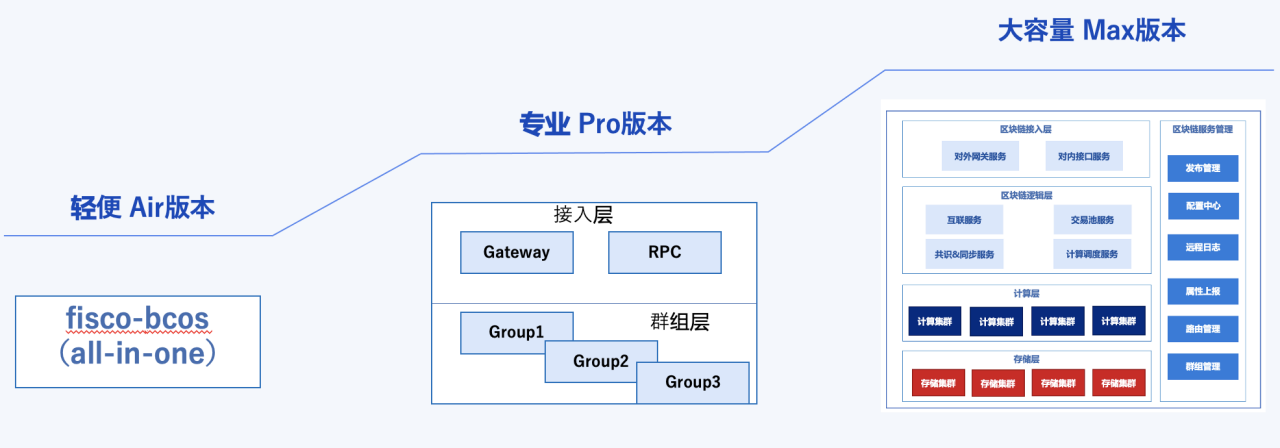 轻便 Air版本
fisco-bcos
(all-in-one)
专业 Pro版本
接入层
Gateway
RPC
群组层
Group1
Group2
Group3
大容量 Max版本
区块链接入层
对外网关服务
对内接口服务
区块链逻辑层
互联服务
交易池服务
共识&同步服务
计算调度服务
计算层
计算集群
计算集群
计算集群
计算集群
存储层
存储集群
存储集群
存储集群
存储集群
区块链服务管理
发布管理
配置中心
远程日志
属性上报
路由管理
群组管理